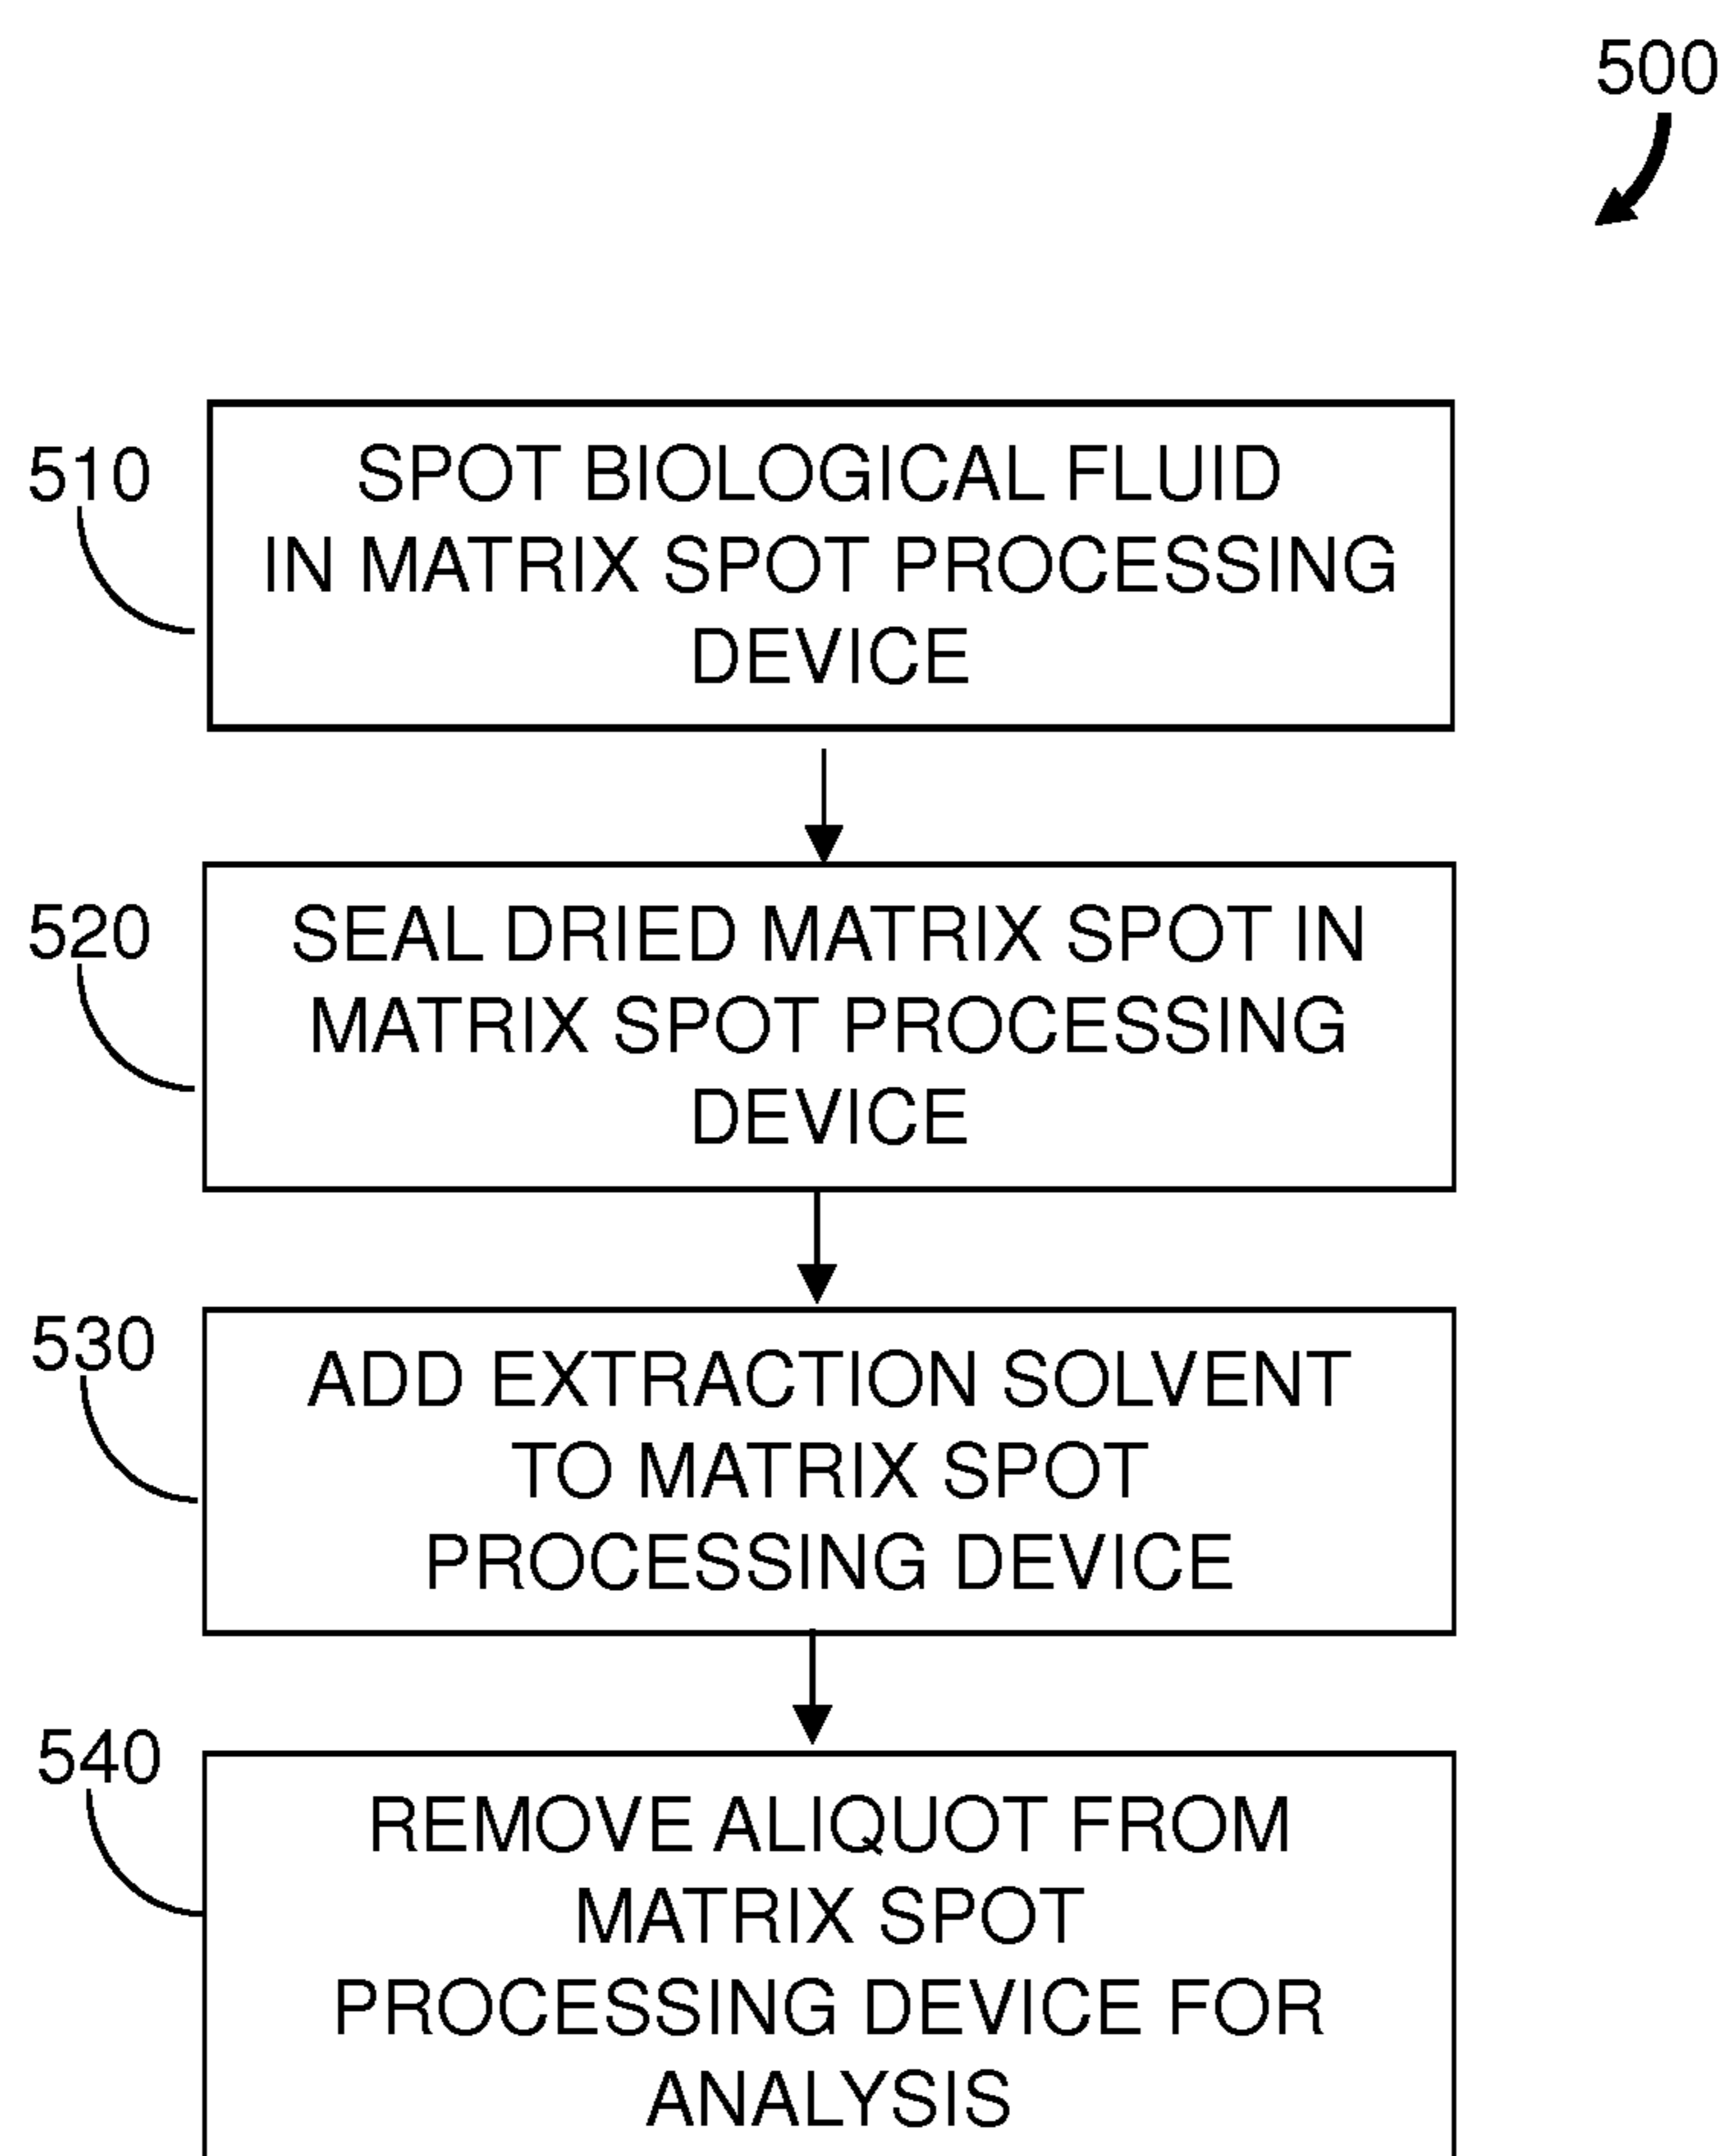 500
510
SPOT BIOLOGICAL FLUID
IN MATRIX SPOT PROCESSING
DEVICE
520
SEAL DRIED MATRIX SPOT IN
MATRIX SPOT PROCESSING
DEVICE
530
ADD EXTRACTION SOLVENT
TO MATRIX SPOT
PROCESSING DEVICE
540
REMOVE ALIQUOT FROM
MATRIX SPOT
PROCESSING DEVICE FOR
ANALYSIS